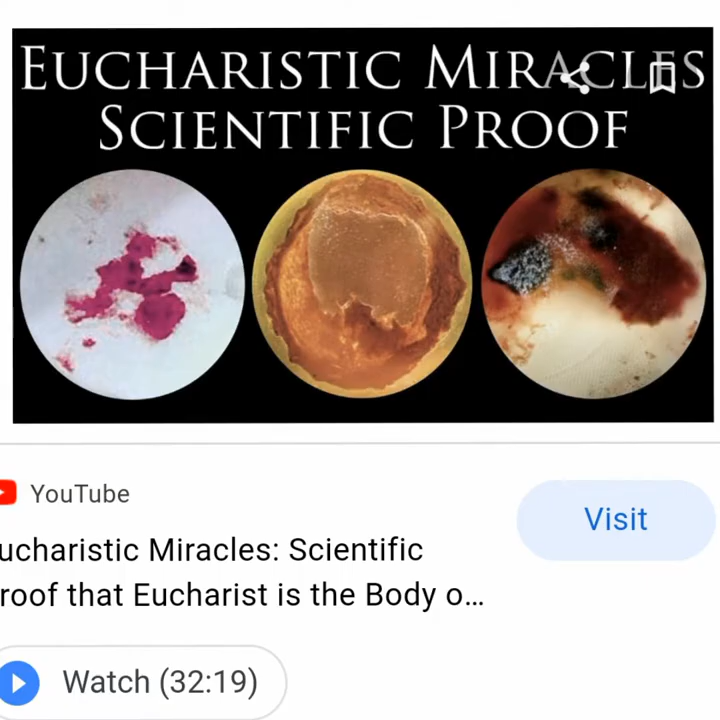 EUCHARISTIC MIRACLES
SCIENTIFIC PROOF
YouTube
Visit
ucharistic Miracles: Scientific
roof that Eucharist is the Body o...
Watch (32:19)